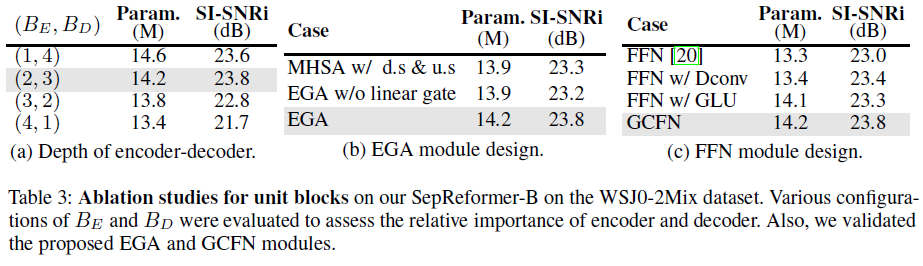 (B_E, B_D) Param. (M) SI-SNRi (dB)
(1, 4) 14.6 23.6
(2, 3) 14.2 23.8
(3, 2) 13.8 22.8
(4, 1) 13.4 21.7
(a) Depth of encoder-decoder.
Case Param. (M) SI-SNRi (dB)
MHSA w/ d.s & u.s 13.9 23.3
EGA w/o linear gate 13.9 23.2
EGA 14.2 23.8
(b) EGA module design.
Case Param. (M) SI-SNRi (dB)
FFN [20] 13.3 23.0
FFN w/ Dconv 13.4 23.4
FFN w/ GLU 14.1 23.3
GCFN 14.2 23.8
(c) FFN module design.
Table 3: Ablation studies for unit blocks on our SepReformer-B on the WSJ0-2Mix dataset. Various configura-
tions of B_E and B_D were evaluated to assess the relative importance of encoder and decoder. Also, we validated
the proposed EGA and GCFN modules.